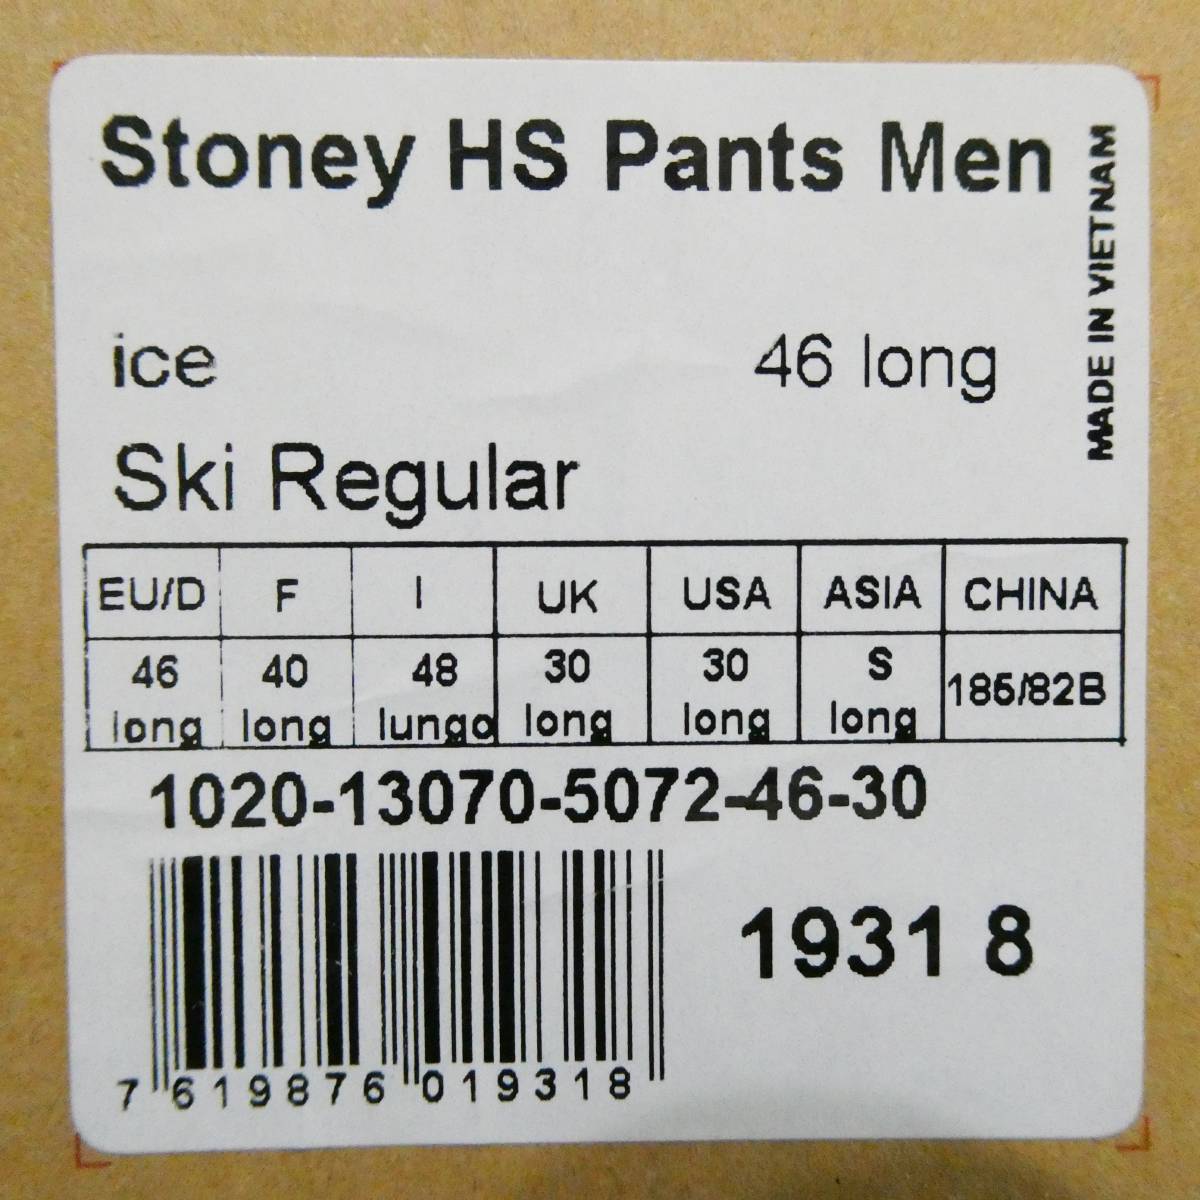 Stoney HS Pants Men
MADE IN VIETNAM
ice 46 long
Ski Regular
EU/D F I UK USA ASIA CHINA
46 40 48 30 30 S 185/82B
long long lungo long long long
1020-13070-5072-46-30
1931 8
7 619876 019318